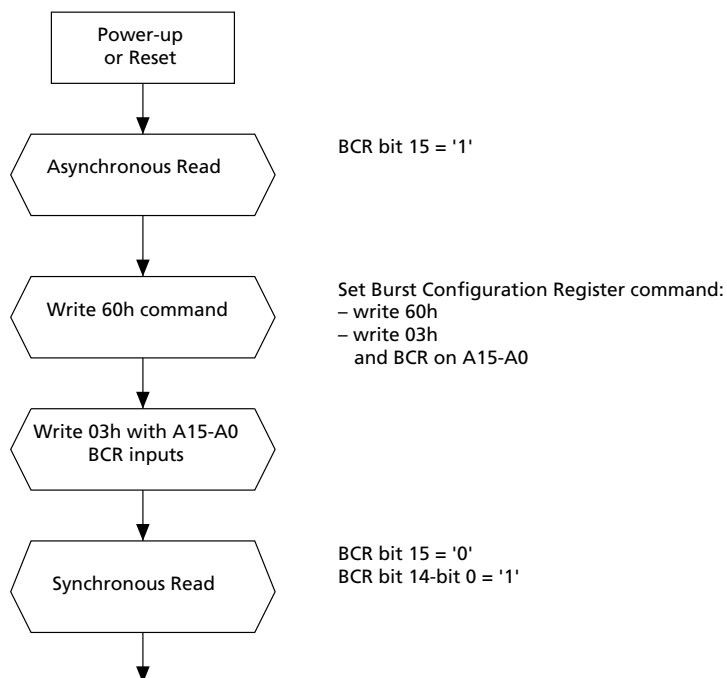 Power-up
or Reset
Asynchronous Read
BCR bit 15 = '1'
Write 60h command
Set Burst Configuration Register command:
– write 60h
– write 03h
and BCR on A15-A0
Write 03h with A15-A0
BCR inputs
Synchronous Read
BCR bit 15 = '0'
BCR bit 14-bit 0 = '1'